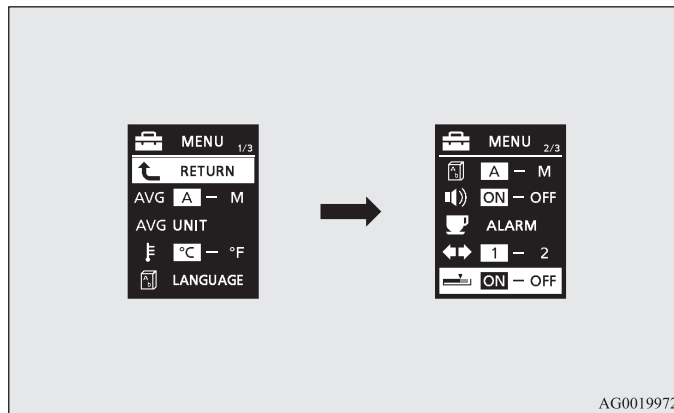 MENU 1/3
RETURN
AVG A – M
AVG UNIT
°C – °F
A b LANGUAGE
MENU 2/3
A b A – M
ON – OFF
ALARM
1 – 2
ON – OFF
AG0019972